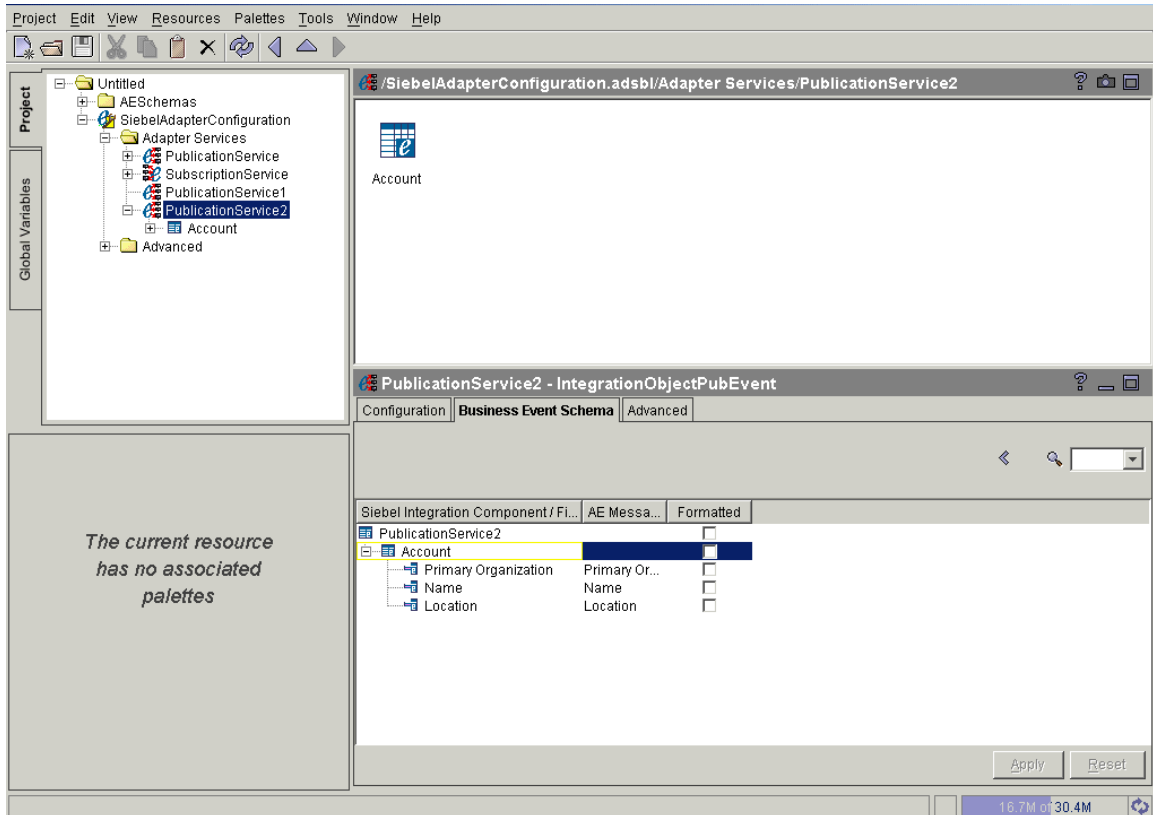 Project Edit View Resources Palettes Tools Window Help
Project
Global Variables
Untitled
AESchemas
SiebelAdapterConfiguration
Adapter Services
PublicationService
SubscriptionService
PublicationService1
PublicationService2
Account
Advanced
The current resource
has no associated
palettes
/SiebelAdapterConfiguration.adsbl/Adapter Services/PublicationService2
Account
PublicationService2 - IntegrationObjectPubEvent
Configuration Business Event Schema Advanced
Siebel Integration Component / Fi... AE Messa... Formatted
PublicationService2
Account
Primary Organization Primary Or...
Name Name
Location Location
Apply Reset
16.7M of 30.4M